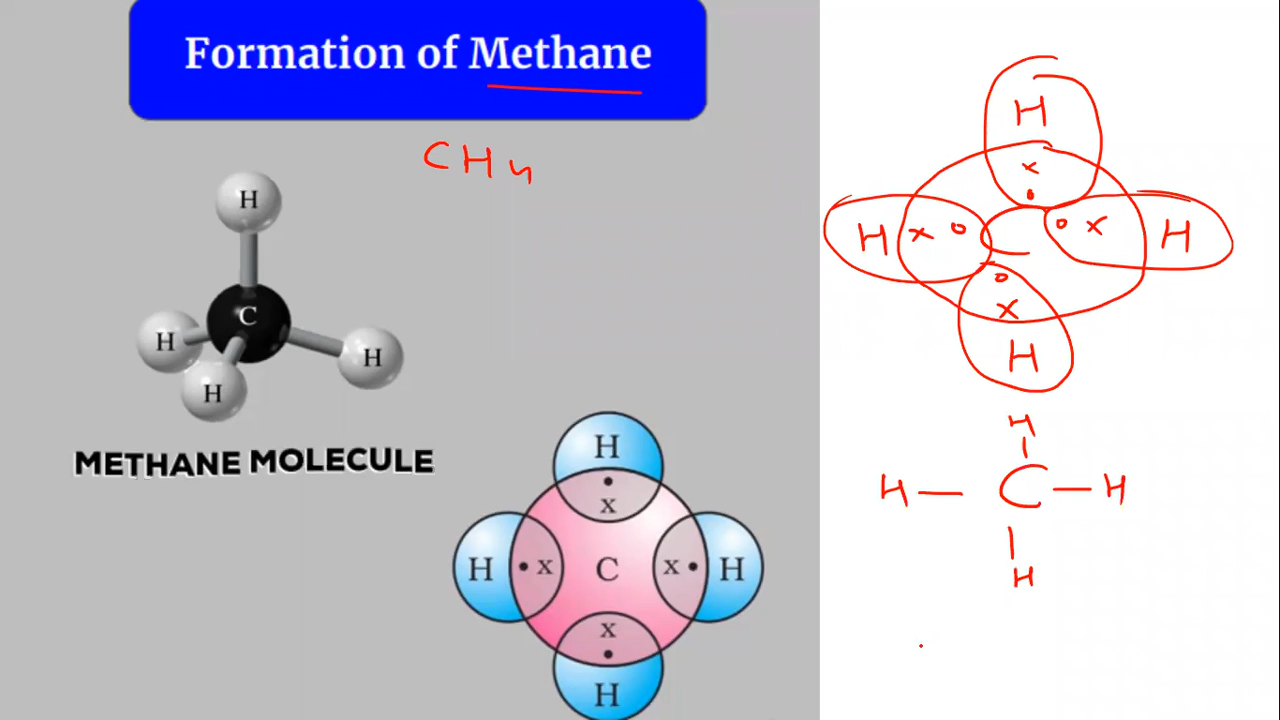 Formation of Methane
CH4
H
C
H
H
H
METHANE MOLECULE
H
•
x
H • x C x • H
x
•
H
H
x
•
H x o C o x H
o
x
H
H
|
H — C — H
|
H